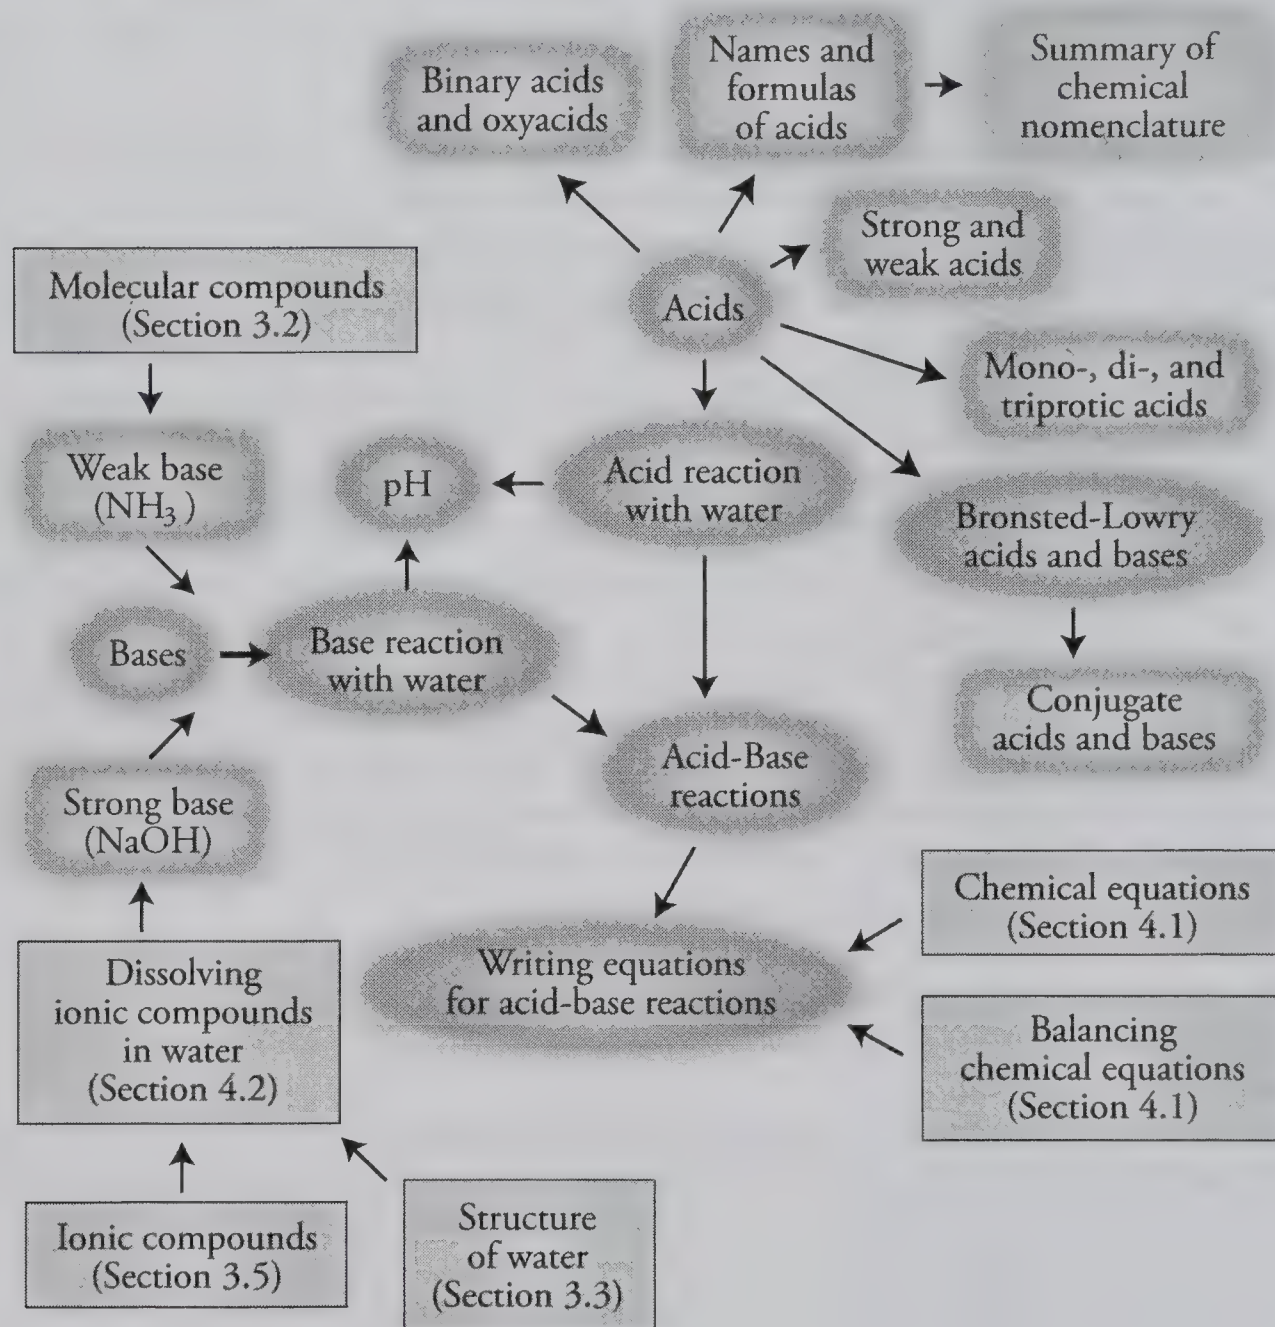 Binary acids
and oxyacids
Names and
formulas
of acids
Summary of
chemical
nomenclature
Strong and
weak acids
Molecular compounds
(Section 3.2)
Acids
Mono-, di-, and
triprotic acids
Weak base
(NH₃)
pH
Acid reaction
with water
Bronsted-Lowry
acids and bases
Bases
Base reaction
with water
Conjugate
acids and bases
Acid-Base
reactions
Strong base
(NaOH)
Chemical equations
(Section 4.1)
Writing equations
for acid-base reactions
Dissolving
ionic compounds
in water
(Section 4.2)
Balancing
chemical equations
(Section 4.1)
Ionic compounds
(Section 3.5)
Structure
of water
(Section 3.3)